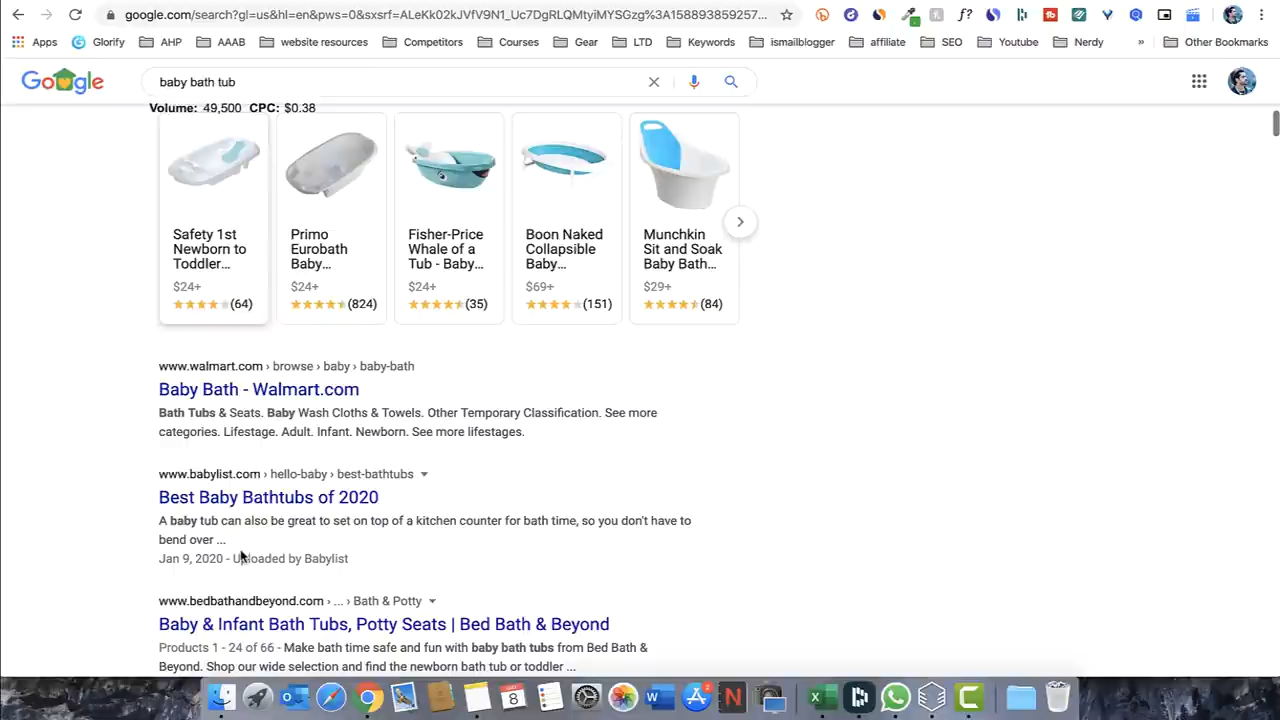 google.com/search?gl=us&hl=en&pws=0&sxsrf=ALeKk02kJVfV9N1_Uc7DgRLQMtyiMYSGzg%3A158893859257...
Apps Glorify AHP AAAB website resources Competitors Courses Gear LTD Keywords ismailblogger affiliate SEO Youtube Nerdy » Other Bookmarks
Google baby bath tub
Volume: 49,500 CPC: $0.38
Safety 1st
Newborn to
Toddler...
$24+
(64)
Primo
Eurobath
Baby...
$24+
(824)
Fisher-Price
Whale of a
Tub - Baby...
$24+
(35)
Boon Naked
Collapsible
Baby...
$69+
(151)
Munchkin
Sit and Soak
Baby Bath...
$29+
(84)
www.walmart.com › browse › baby › baby-bath
Baby Bath - Walmart.com
Bath Tubs & Seats. Baby Wash Cloths & Towels. Other Temporary Classification. See more
categories. Lifestage. Adult. Infant. Newborn. See more lifestages.
www.babylist.com › hello-baby › best-bathtubs
Best Baby Bathtubs of 2020
A baby tub can also be great to set on top of a kitchen counter for bath time, so you don't have to
bend over ...
Jan 9, 2020 - Uploaded by Babylist
www.bedbathandbeyond.com › ... › Bath & Potty
Baby & Infant Bath Tubs, Potty Seats | Bed Bath & Beyond
Products 1 - 24 of 66 - Make bath time safe and fun with baby bath tubs from Bed Bath &
Beyond. Shop our wide selection and find the newborn bath tub or toddler ...